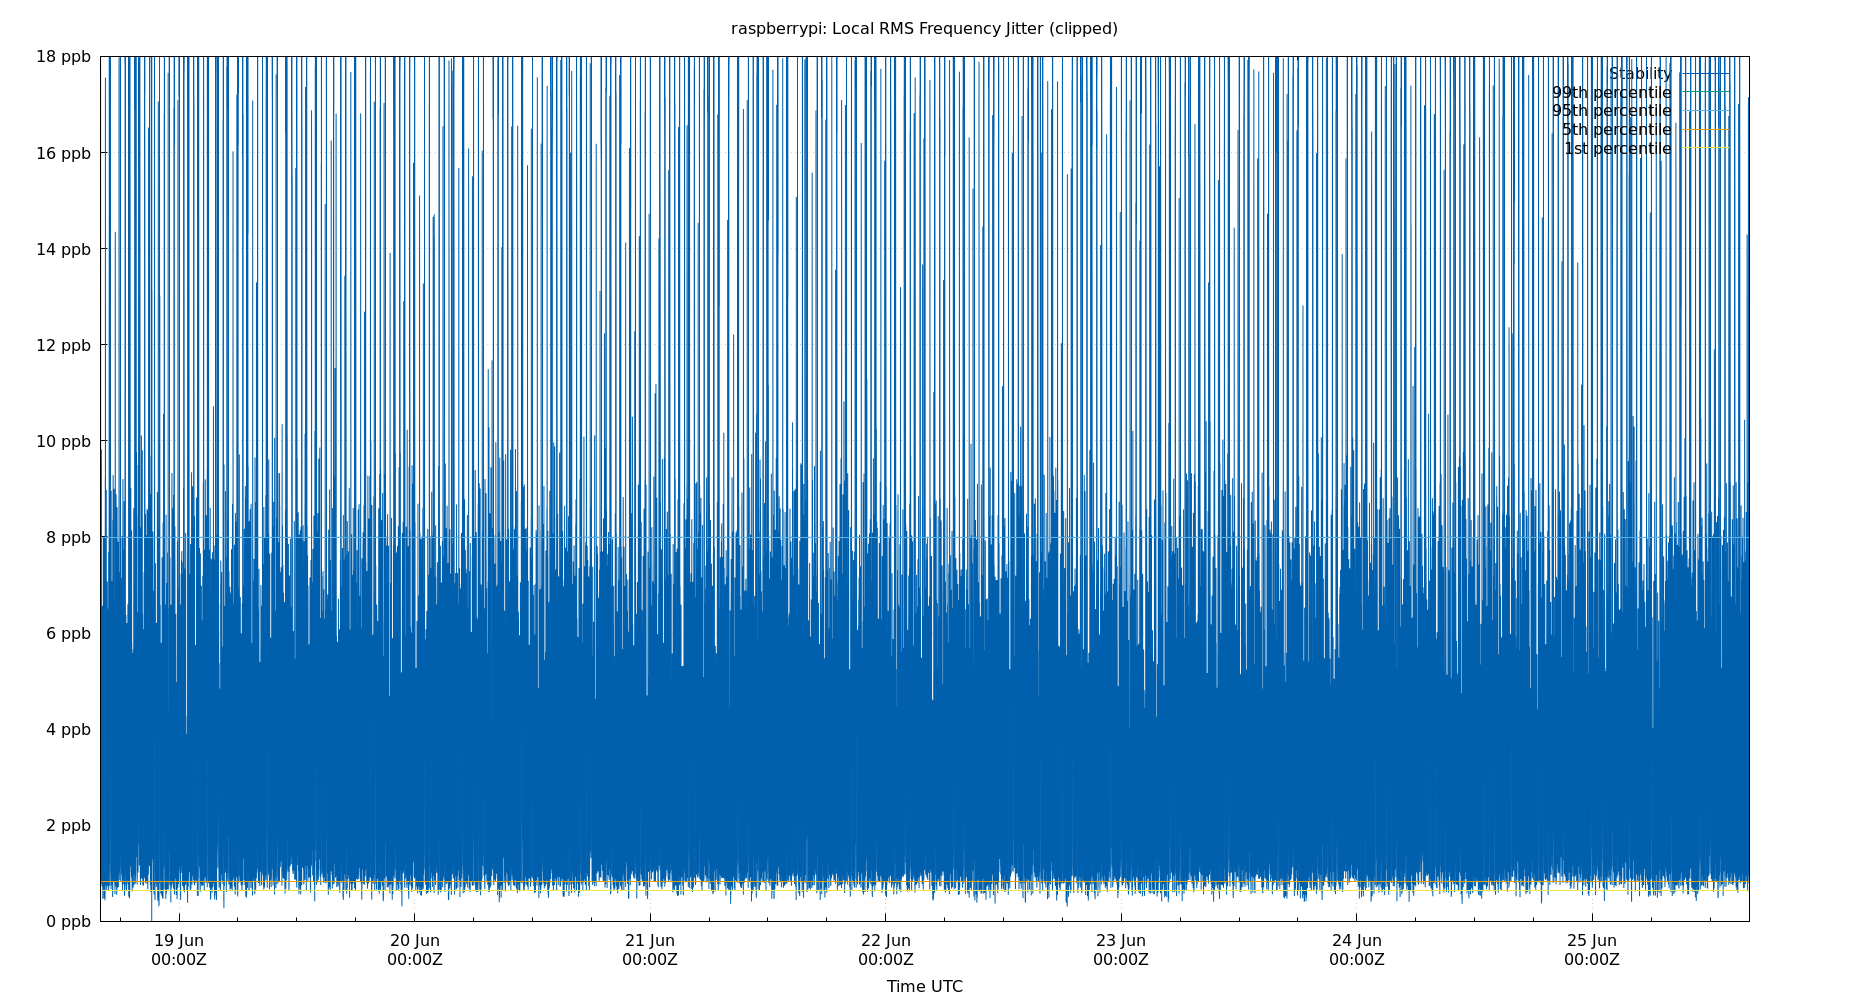 raspberrypi: Local RMS Frequency Jitter (clipped)
18 ppb
16 ppb
14 ppb
12 ppb
10 ppb
8 ppb
6 ppb
4 ppb
2 ppb
0 ppb
Stability
99th percentile
95th percentile
5th percentile
1st percentile
19 Jun 20 Jun 21 Jun 22 Jun 23 Jun 24 Jun 25 Jun
00:00Z 00:00Z 00:00Z 00:00Z 00:00Z 00:00Z 00:00Z
Time UTC